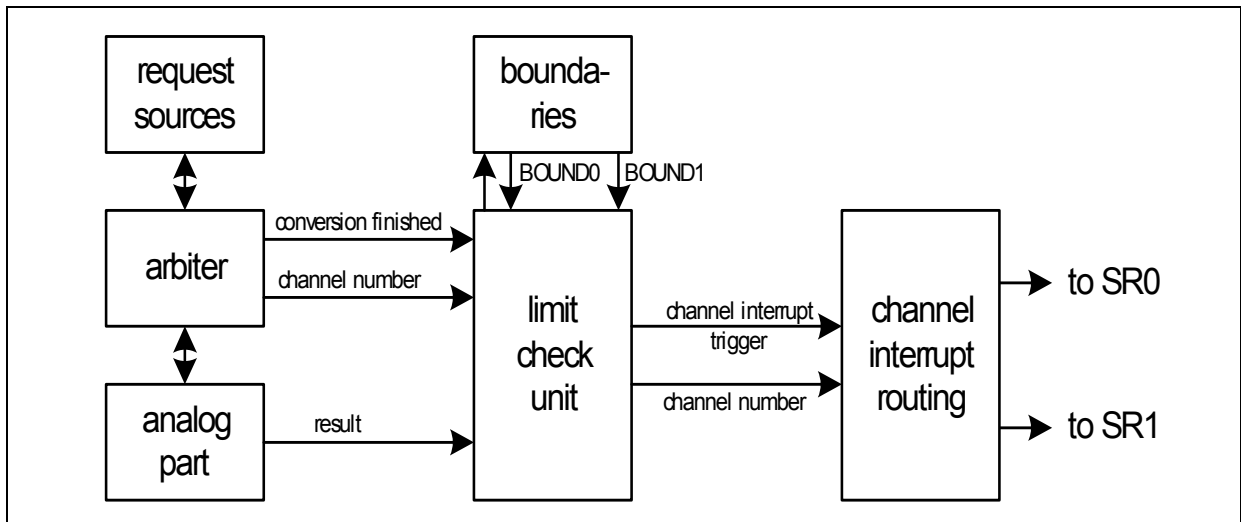 request
sources
bounda-
ries
BOUND0
BOUND1
arbiter
conversion finished
channel number
limit
check
unit
channel interrupt
trigger
channel number
channel
interrupt
routing
to SR0
to SR1
analog
part
result